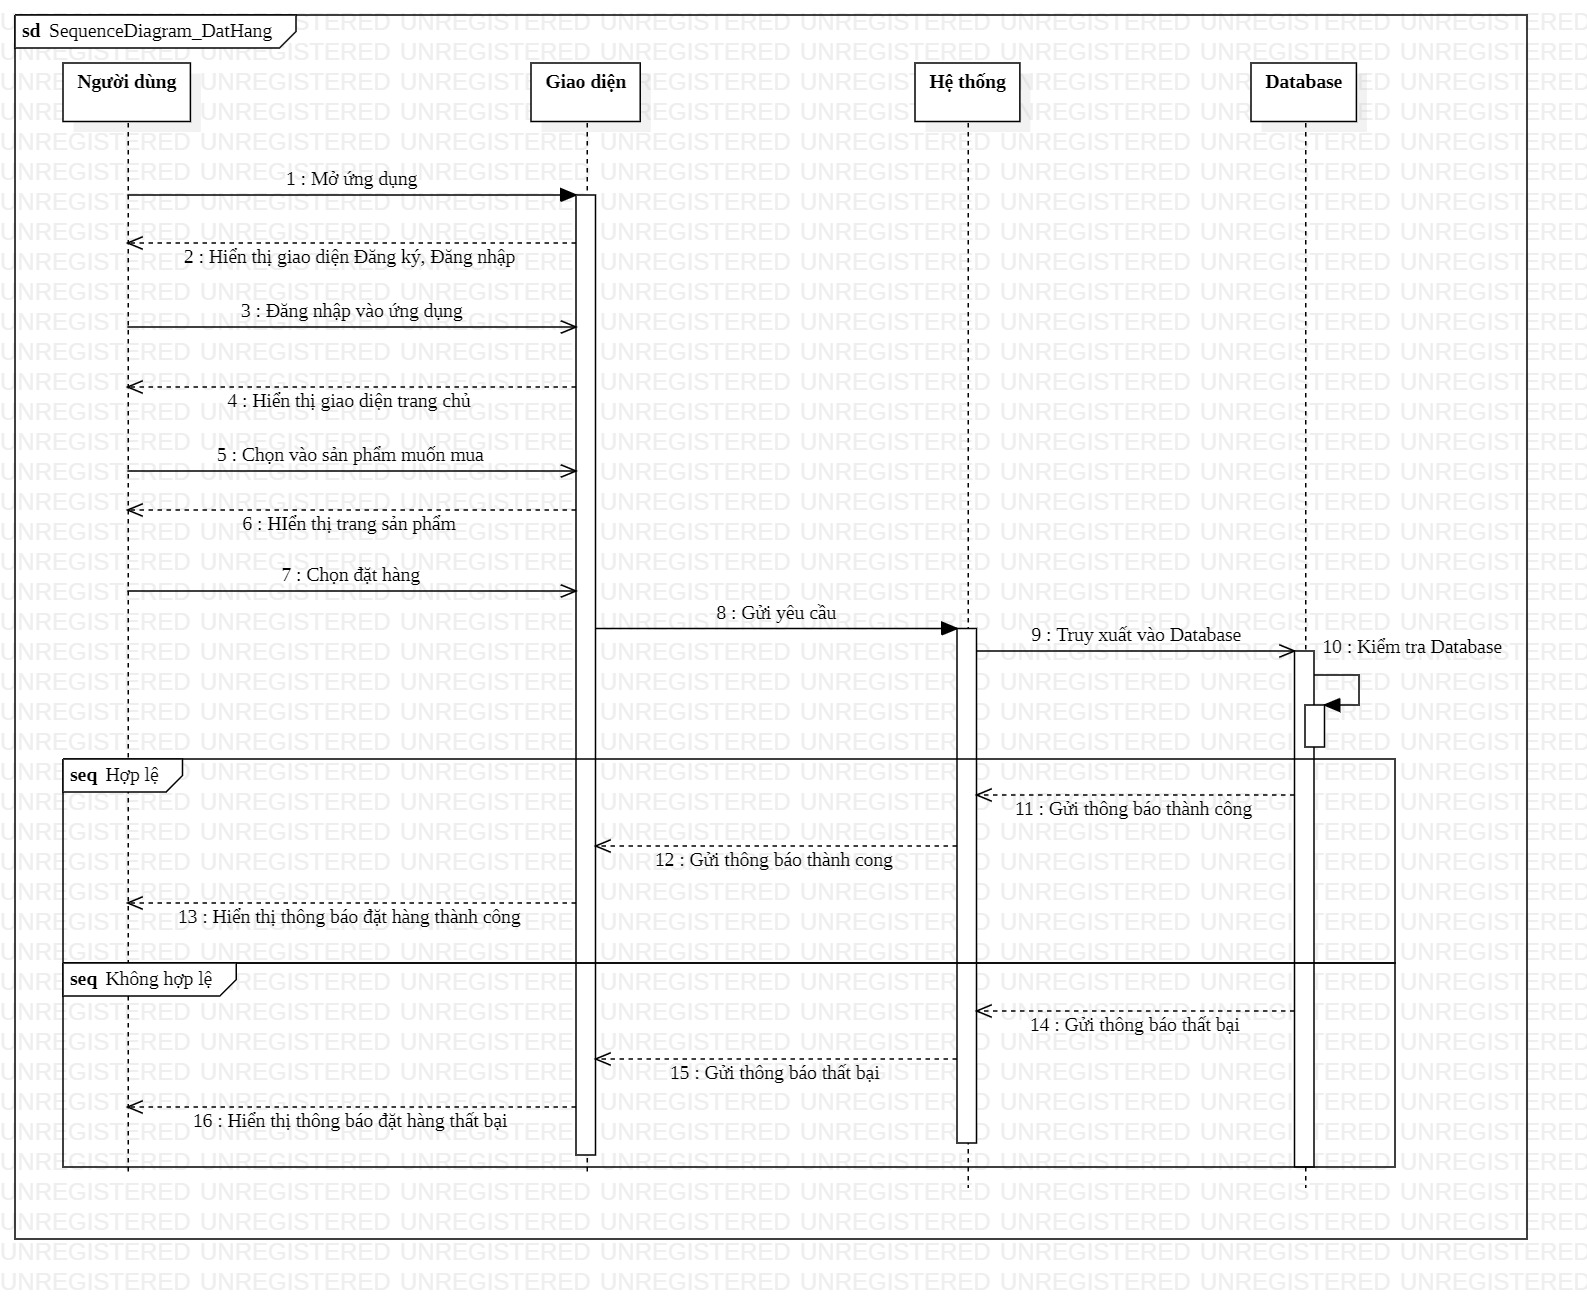 sd SequenceDiagram_DatHang
Người dùng
Giao diện
Hệ thống
Database
1 : Mở ứng dụng
2 : Hiển thị giao diện Đăng ký, Đăng nhập
3 : Đăng nhập vào ứng dụng
4 : Hiển thị giao diện trang chủ
5 : Chọn vào sản phẩm muốn mua
6 : HIển thị trang sản phẩm
7 : Chọn đặt hàng
8 : Gửi yêu cầu
9 : Truy xuất vào Database
10 : Kiểm tra Database
seq Hợp lệ
11 : Gửi thông báo thành công
12 : Gửi thông báo thành cong
13 : Hiển thị thông báo đặt hàng thành công
seq Không hợp lệ
14 : Gửi thông báo thất bại
15 : Gửi thông báo thất bại
16 : Hiển thị thông báo đặt hàng thất bại
UNREGISTERED